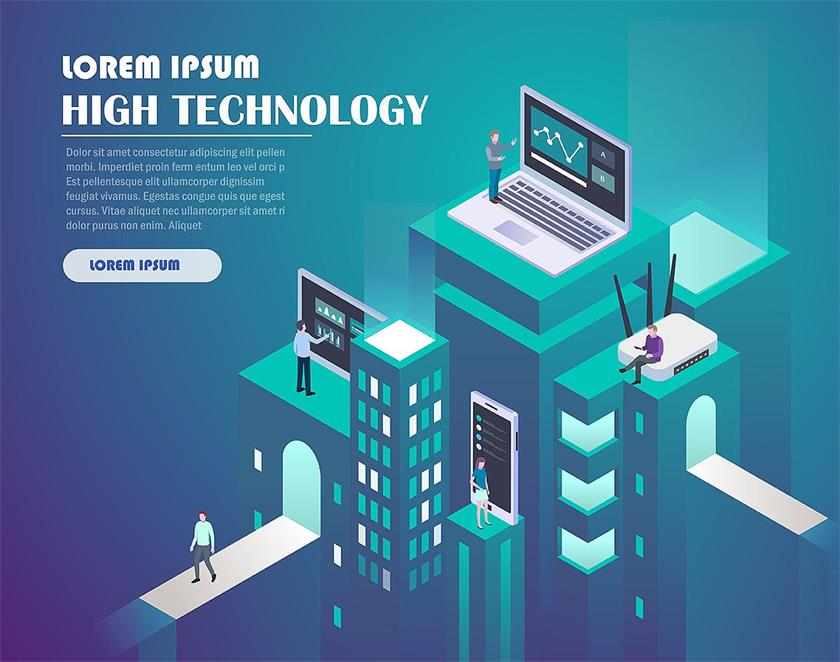 LOREM IPSUM
HIGH TECHNOLOGY
Dolor sit amet consectetur adipiscing elit pellen
morbi. Imperdiet proin ferm entum leo vel orci p
Et pellentesque elit ullamcorper dignissim
feugiat vivamus. Egestas congue quis que eget
cursus. Vitae aliquet nec ullamcorper sit amet ri
dolor purus non enim. Aliquet
LOREM IPSUM
A
B